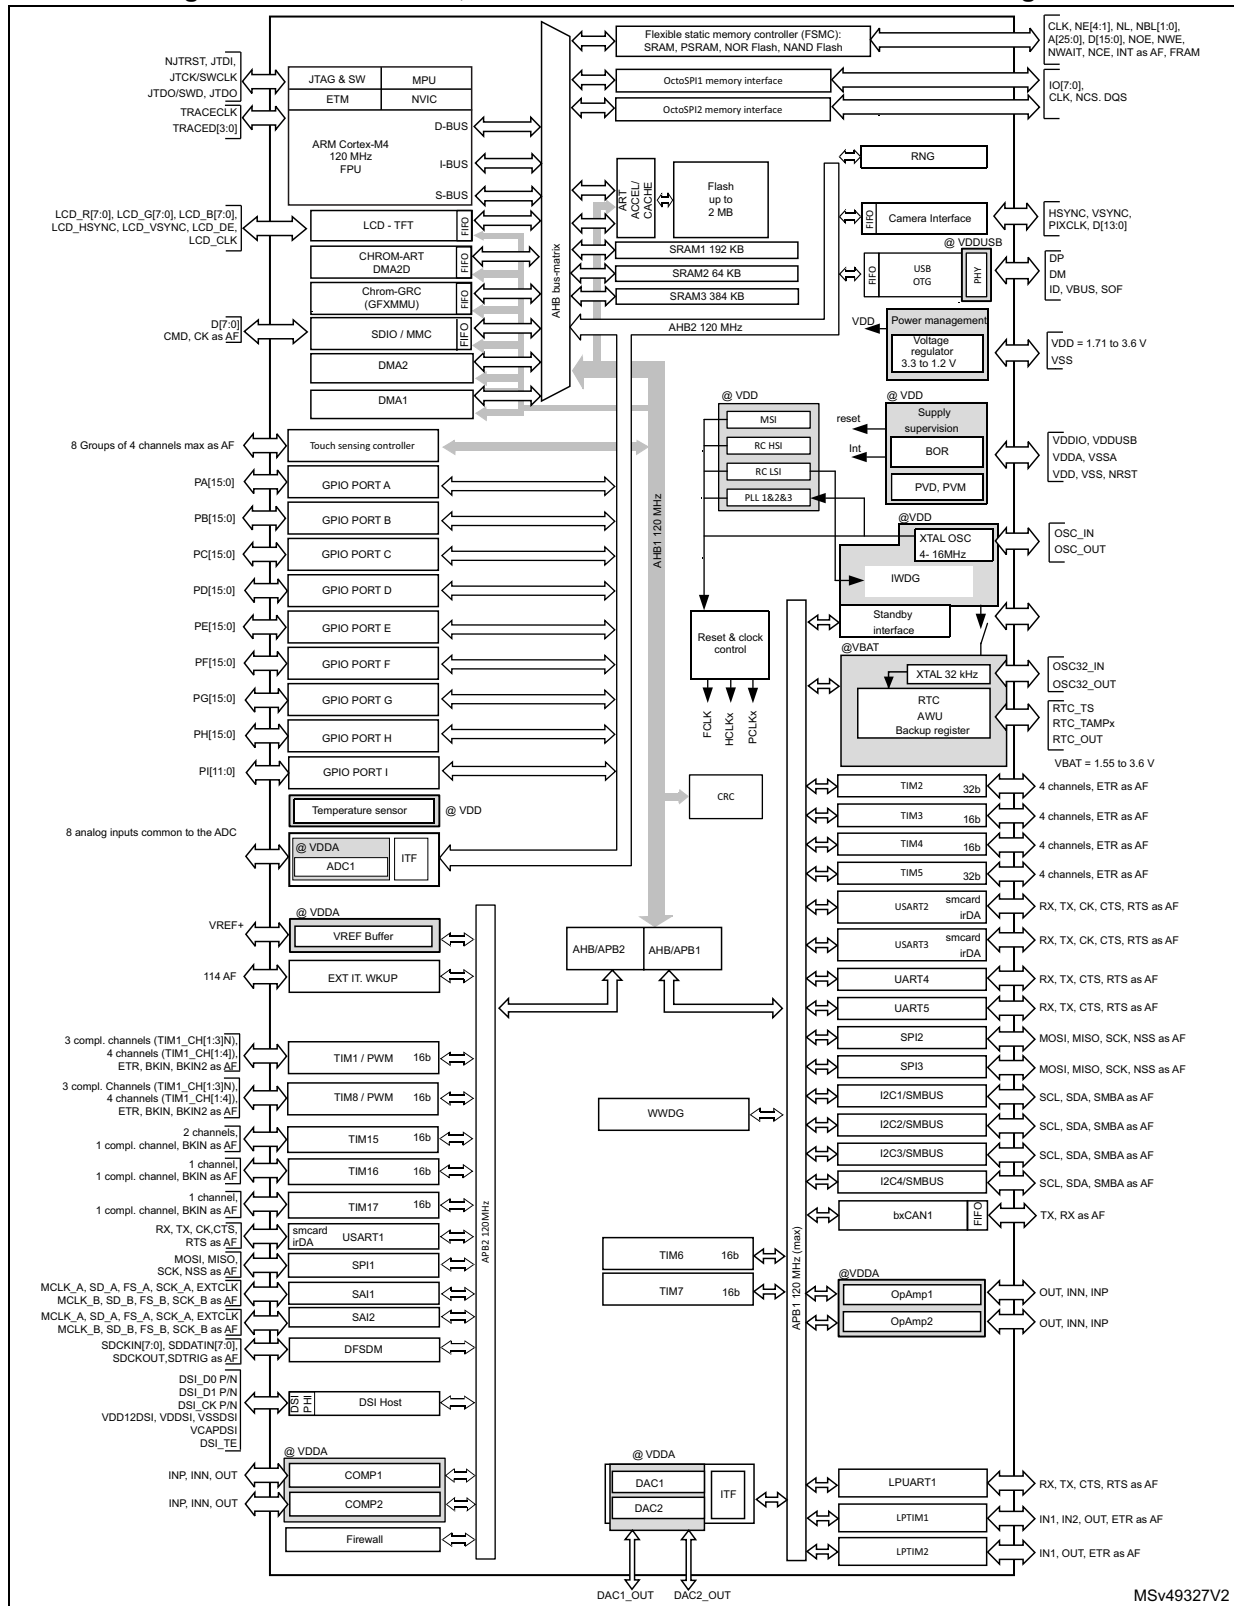 CLK, NE[4:1], NL, NBL[1:0],
A[25:0], D[15:0], NOE, NWE,
NWAIT, NCE, INT as AF, FRAM
Flexible static memory controller (FSMC):
SRAM, PSRAM, NOR Flash, NAND Flash
NJTRST, JTDI,
JTCK/SWCLK
JTDO/SWD, JTDO
TRACECLK
TRACED[3:0]
JTAG & SW
MPU
ETM
NVIC
ARM Cortex-M4
120 MHz
FPU
D-BUS
I-BUS
S-BUS
OctoSPI1 memory interface
OctoSPI2 memory interface
IO[7:0],
CLK, NCS. DQS
RNG
ART
ACCEL/
CACHE
Flash
up to
2 MB
SRAM1 192 KB
SRAM2 64 KB
SRAM3 384 KB
AHB bus-matrix
AHB2 120 MHz
LCD_R[7:0], LCD_G[7:0], LCD_B[7:0],
LCD_HSYNC, LCD_VSYNC, LCD_DE,
LCD_CLK
LCD - TFT
FIFO
CHROM-ART
DMA2D
FIFO
Chrom-GRC
(GFXMMU)
FIFO
D[7:0]
CMD, CK as AF
SDIO / MMC
FIFO
DMA2
DMA1
FIFO
Camera Interface
HSYNC, VSYNC,
PIXCLK, D[13:0]
@ VDDUSB
FIFO
USB
OTG
PHY
DP
DM
ID, VBUS, SOF
VDD
Power management
Voltage
regulator
3.3 to 1.2 V
VDD = 1.71 to 3.6 V
VSS
@ VDD
MSI
RC HSI
RC LSI
PLL 1&2&3
@ VDD
reset
Int
Supply
supervision
BOR
PVD, PVM
VDDIO, VDDUSB
VDDA, VSSA
VDD, VSS, NRST
@VDD
XTAL OSC
4- 16MHz
IWDG
OSC_IN
OSC_OUT
Standby
interface
@VBAT
XTAL 32 kHz
RTC
AWU
Backup register
OSC32_IN
OSC32_OUT
RTC_TS
RTC_TAMPx
RTC_OUT
VBAT = 1.55 to 3.6 V
Reset & clock
control
FCLK
HCLKx
PCLKx
CRC
AHB1 120 MHz
8 Groups of 4 channels max as AF
Touch sensing controller
PA[15:0]
GPIO PORT A
PB[15:0]
GPIO PORT B
PC[15:0]
GPIO PORT C
PD[15:0]
GPIO PORT D
PE[15:0]
GPIO PORT E
PF[15:0]
GPIO PORT F
PG[15:0]
GPIO PORT G
PH[15:0]
GPIO PORT H
PI[11:0]
GPIO PORT I
Temperature sensor
@ VDD
8 analog inputs common to the ADC
@ VDDA
ADC1
ITF
VREF+
@ VDDA
VREF Buffer
114 AF
EXT IT. WKUP
AHB/APB2
AHB/APB1
3 compl. channels (TIM1_CH[1:3]N),
4 channels (TIM1_CH[1:4]),
ETR, BKIN, BKIN2 as AF
TIM1 / PWM
16b
3 compl. Channels (TIM1_CH[1:3]N),
4 channels (TIM1_CH[1:4]),
ETR, BKIN, BKIN2 as AF
TIM8 / PWM
16b
2 channels,
1 compl. channel, BKIN as AF
TIM15
16b
1 channel,
1 compl. channel, BKIN as AF
TIM16
16b
1 channel,
1 compl. channel, BKIN as AF
TIM17
16b
RX, TX, CK,CTS,
RTS as AF
smcard
irDA
USART1
MOSI, MISO,
SCK, NSS as AF
SPI1
MCLK_A, SD_A, FS_A, SCK_A, EXTCLK
MCLK_B, SD_B, FS_B, SCK_B as AF
SAI1
MCLK_A, SD_A, FS_A, SCK_A, EXTCLK
MCLK_B, SD_B, FS_B, SCK_B as AF
SAI2
SDCKIN[7:0], SDDATIN[7:0],
SDCKOUT,SDTRIG as AF
DFSDM
DSI_D0 P/N
DSI_D1 P/N
DSI_CK P/N
VDD12DSI, VDDSI, VSSDSI
VCAPDSI
DSI_TE
DSI
PHI
DSI Host
@ VDDA
INP, INN, OUT
COMP1
INP, INN, OUT
COMP2
Firewall
APB2 120MHz
WWDG
TIM6
16b
TIM7
16b
@ VDDA
DAC1
DAC2
ITF
DAC1_OUT
DAC2_OUT
APB1 120 MHz (max)
TIM2
32b
4 channels, ETR as AF
TIM3
16b
4 channels, ETR as AF
TIM4
16b
4 channels, ETR as AF
TIM5
32b
4 channels, ETR as AF
USART2
smcard
irDA
RX, TX, CK, CTS, RTS as AF
USART3
smcard
irDA
RX, TX, CK, CTS, RTS as AF
UART4
RX, TX, CTS, RTS as AF
UART5
RX, TX, CTS, RTS as AF
SPI2
MOSI, MISO, SCK, NSS as AF
SPI3
MOSI, MISO, SCK, NSS as AF
I2C1/SMBUS
SCL, SDA, SMBA as AF
I2C2/SMBUS
SCL, SDA, SMBA as AF
I2C3/SMBUS
SCL, SDA, SMBA as AF
I2C4/SMBUS
SCL, SDA, SMBA as AF
bxCAN1
FIFO
TX, RX as AF
@VDDA
OpAmp1
OUT, INN, INP
OpAmp2
OUT, INN, INP
LPUART1
RX, TX, CTS, RTS as AF
LPTIM1
IN1, IN2, OUT, ETR as AF
LPTIM2
IN1, OUT, ETR as AF
MSv49327V2